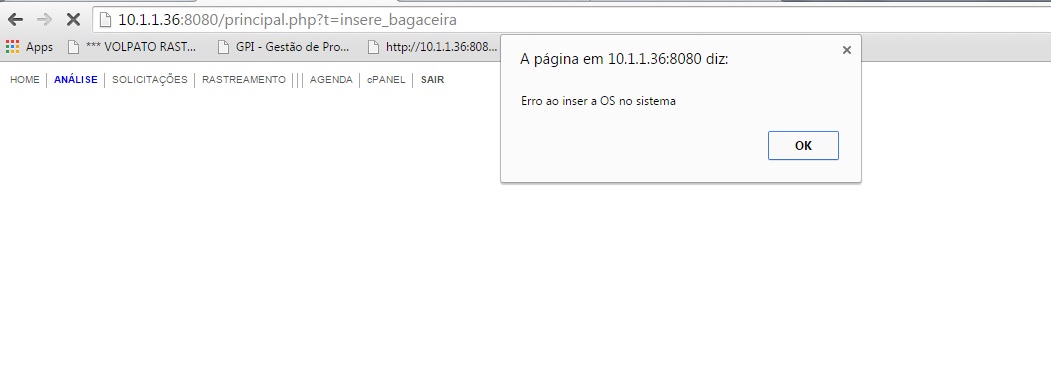 10.1.1.36:8080/principal.php?t=insere_bagaceira
Apps *** VOLPATO RAST... GPI - Gestão de Pro... http://10.1.1.36:808...
HOME ANÁLISE SOLICITAÇÕES RASTREAMENTO AGENDA cPANEL SAIR
A página em 10.1.1.36:8080 diz:
Erro ao inser a OS no sistema
OK